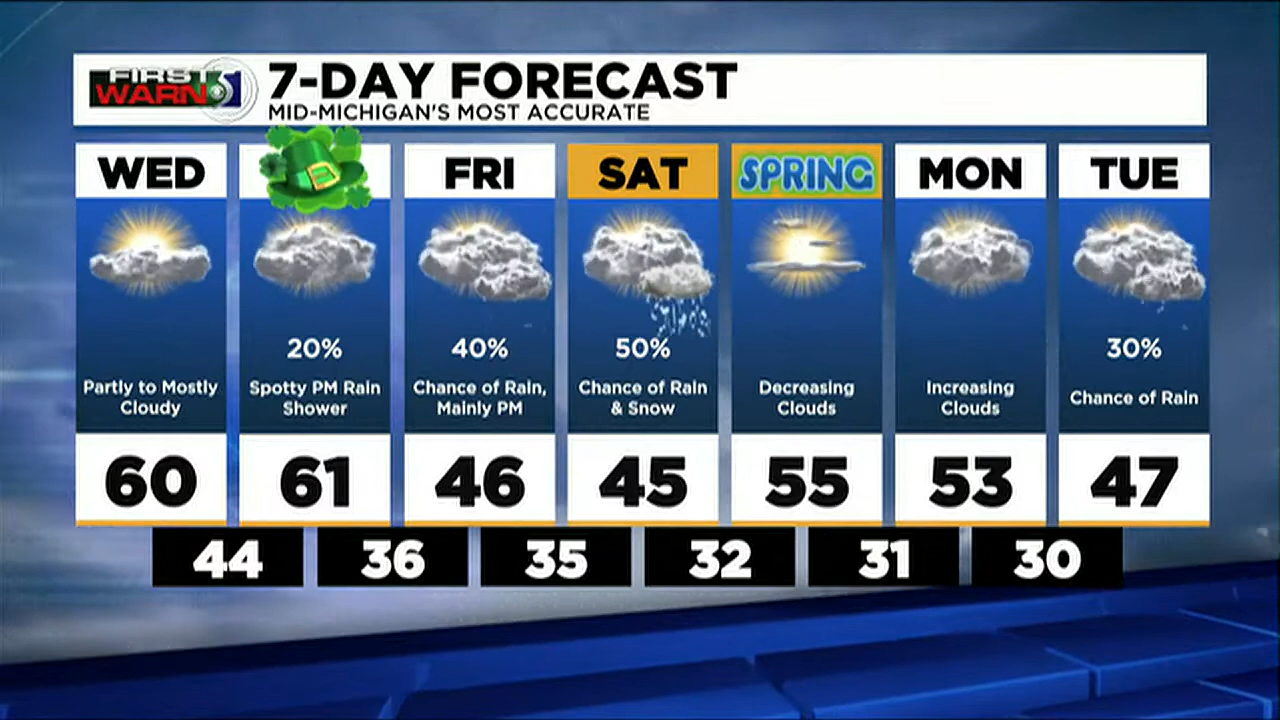 FIRST
WARN 5
7-DAY FORECAST
MID-MICHIGAN'S MOST ACCURATE
WED
FRI
SAT
SPRING
MON
TUE
20%
40%
50%
30%
Partly to Mostly
Cloudy
Spotty PM Rain
Shower
Chance of Rain,
Mainly PM
Chance of Rain
& Snow
Decreasing
Clouds
Increasing
Clouds
Chance of Rain
60
61
46
45
55
53
47
44
36
35
32
31
30